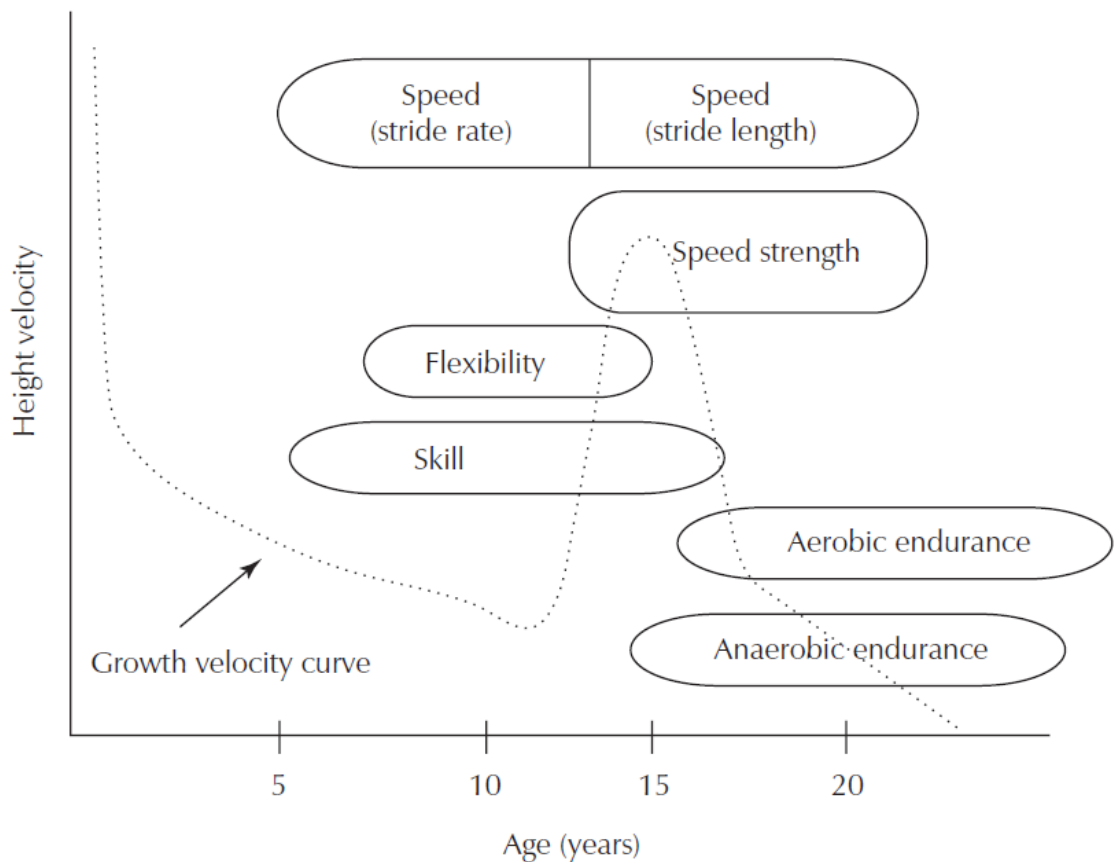 Speed
(stride rate)
Speed
(stride length)
Speed strength
Height velocity
Flexibility
Skill
Aerobic endurance
Anaerobic endurance
Growth velocity curve
5
10
15
20
Age (years)